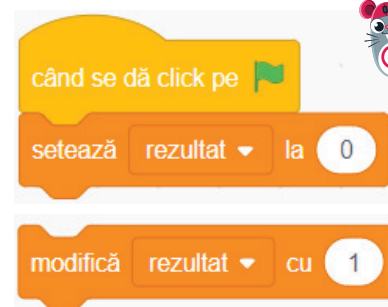 când se dă click pe
setează rezultat la 0
modifică rezultat cu 1